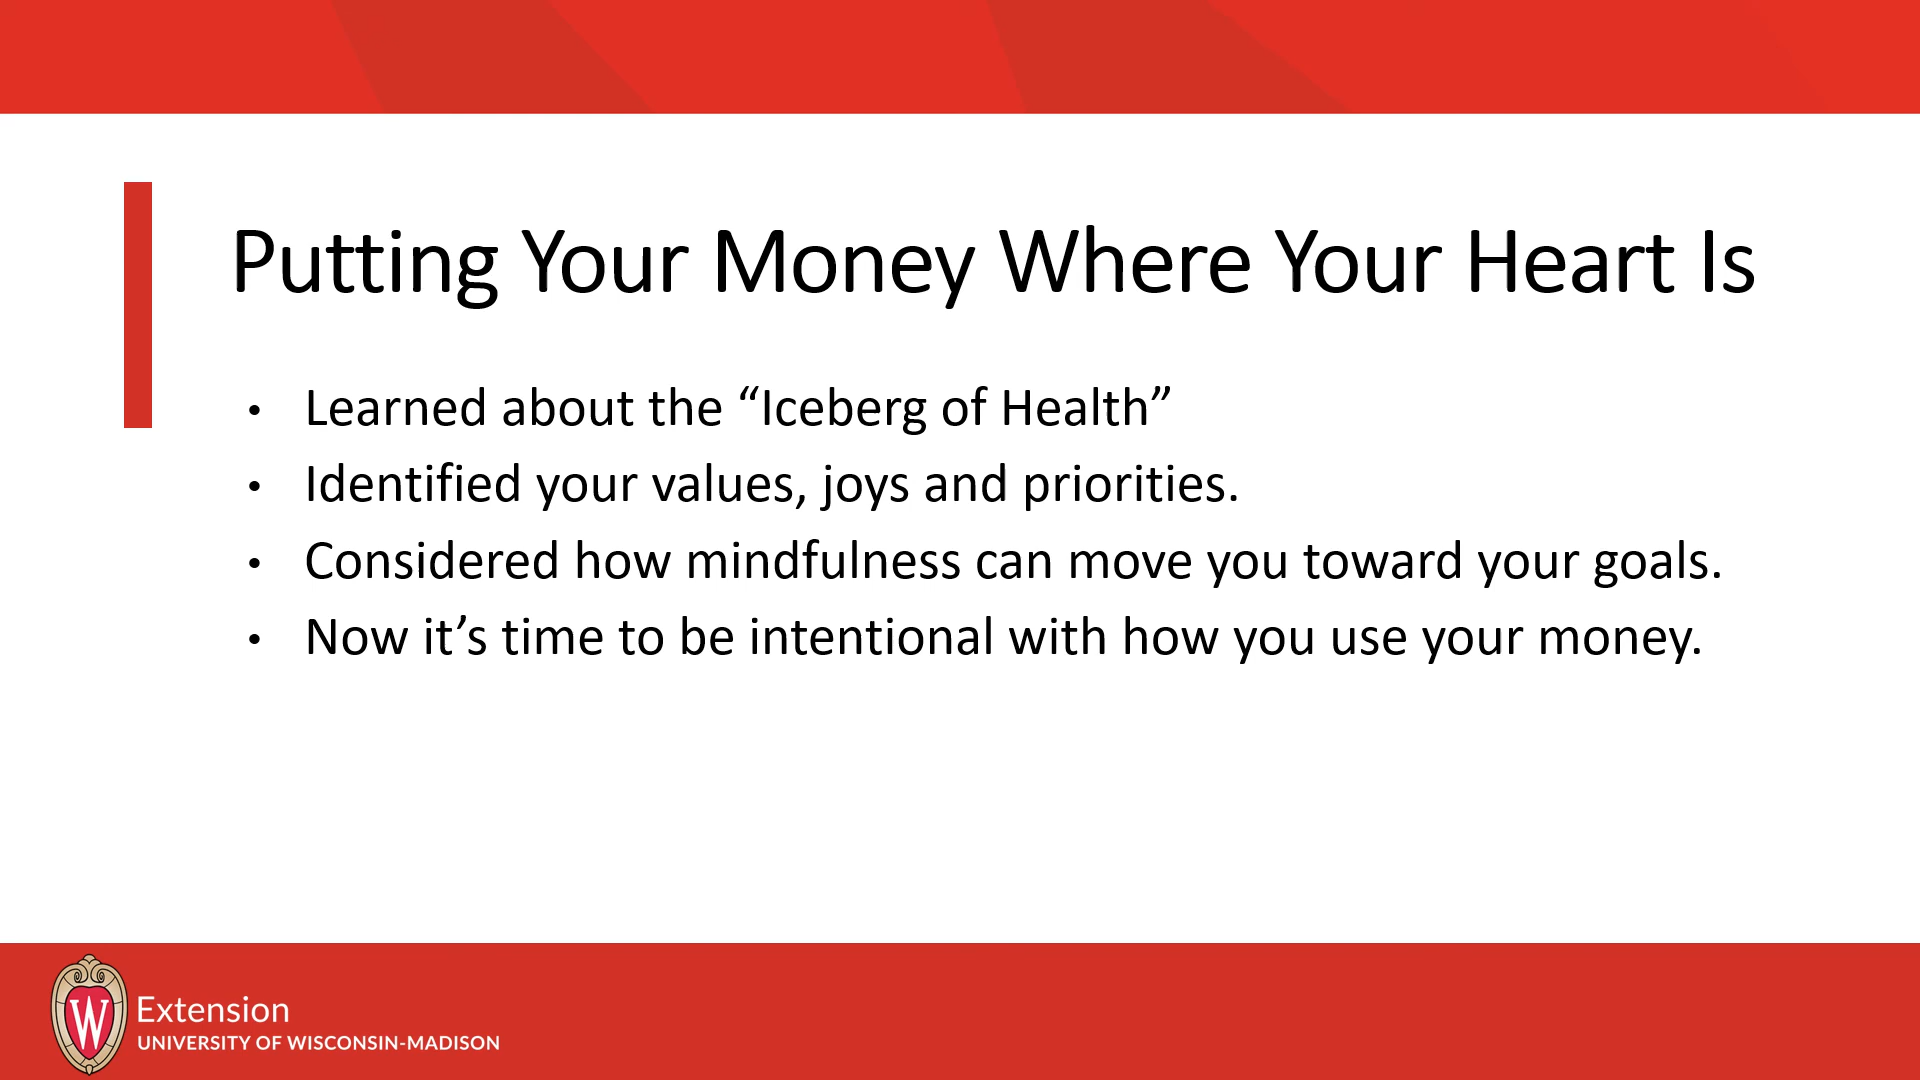 Putting Your Money Where Your Heart Is
• Learned about the “Iceberg of Health”
• Identified your values, joys and priorities.
• Considered how mindfulness can move you toward your goals.
• Now it’s time to be intentional with how you use your money.
W
Extension
UNIVERSITY OF WISCONSIN-MADISON